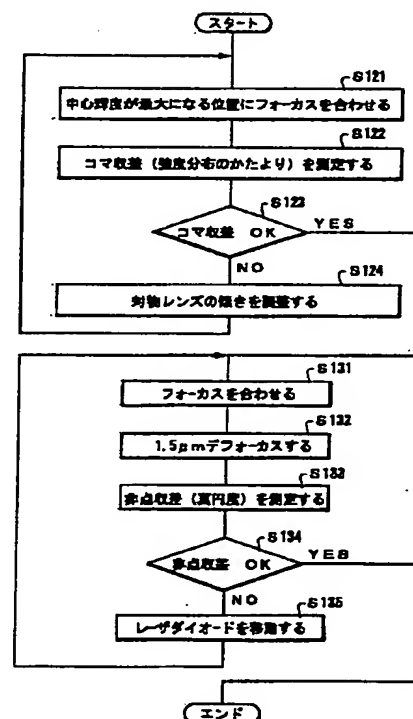 スタート
S121
中心輝度が最大になる位置にフォーカスを合わせる
S122
コマ収差（強度分布のかたより）を測定する
S123
コマ収差 OK
YES
NO
S124
対物レンズの傾きを調整する
S131
フォーカスを合わせる
S132
1.5μmデフォーカスする
S133
非点収差（真円度）を測定する
S134
非点収差 OK
YES
NO
S135
レーザダイオードを移動する
エンド